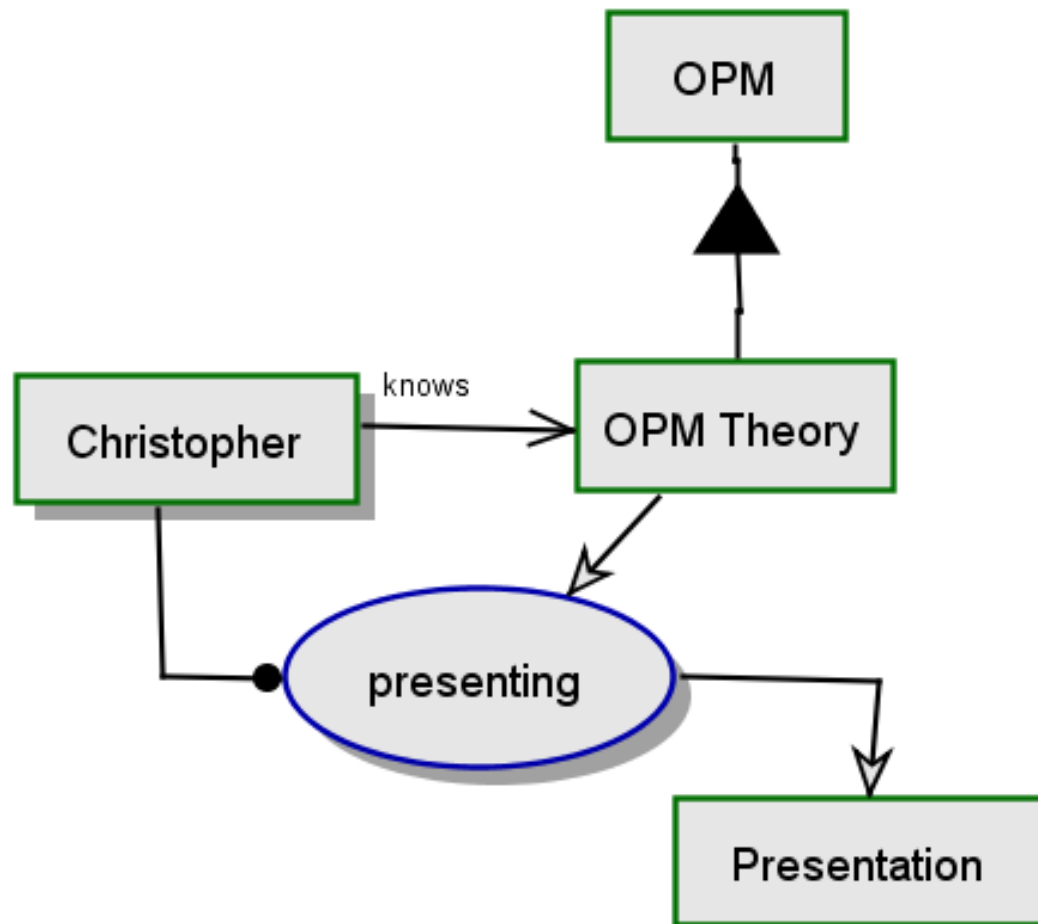 OPM
knows
Christopher
OPM Theory
presenting
Presentation